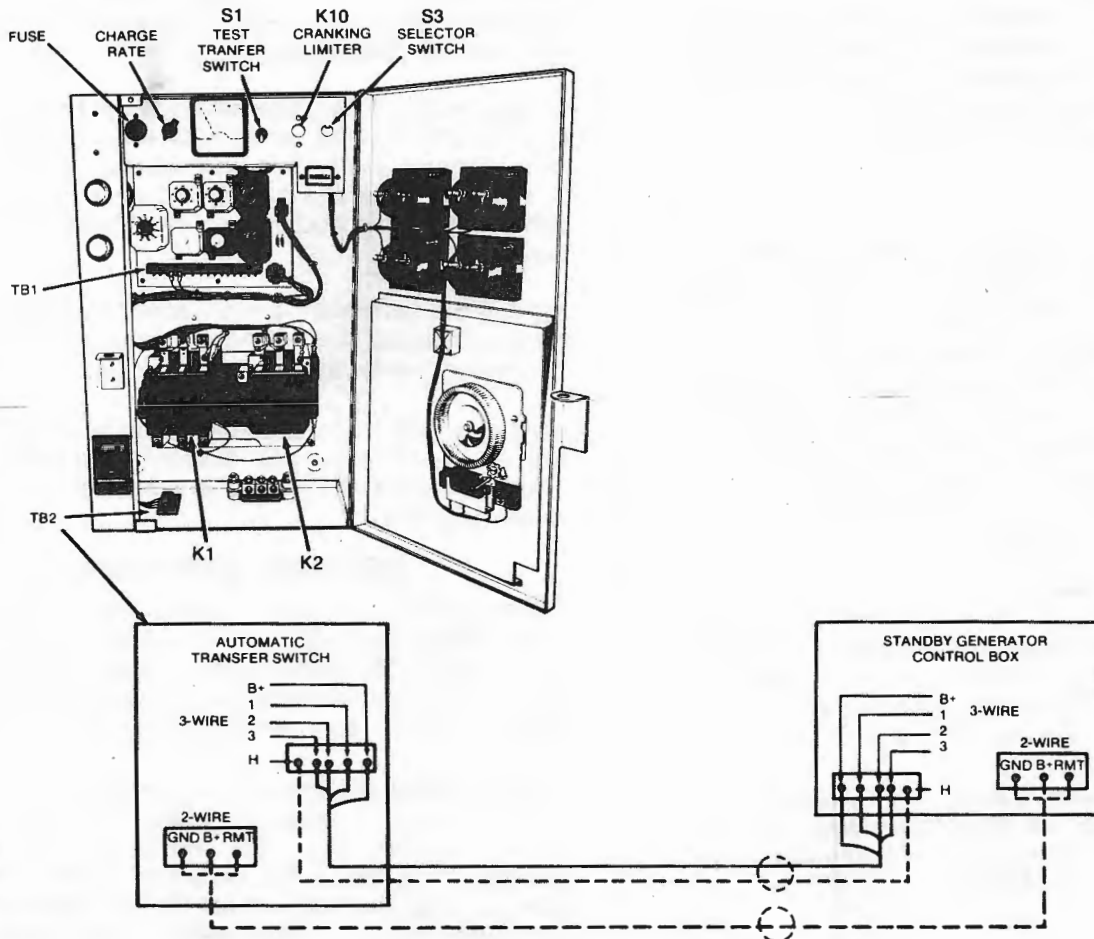 FUSE
CHARGE
RATE
S1
TEST
TRANFER
SWITCH
K10
CRANKING
LIMITER
S3
SELECTOR
SWITCH
TB1
TB2
K1
K2
AUTOMATIC
TRANSFER SWITCH
B+
1
3-WIRE 2
3
H
2-WIRE
GND B+ RMT
STANDBY GENERATOR
CONTROL BOX
B+
1 3-WIRE
2
3
H
2-WIRE
GND B+ RMT